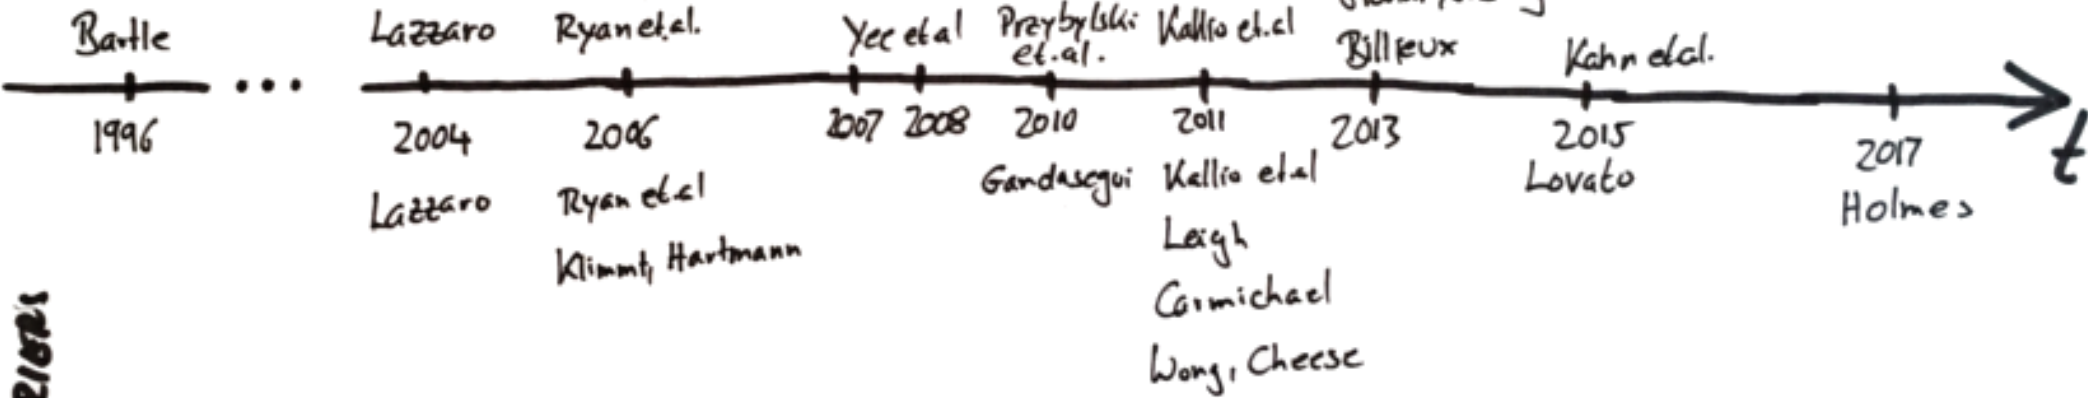 Bartle
Lazzaro
Ryan et.al.
Yee et al
Przybylski
et.al.
Kallio et.al
Billieux
Kahn et al.
1996
...
2004
2006
2007
2008
2010
2011
2013
2015
2017
t
Lazzaro
Ryan et.al
Klimmt, Hartmann
Gandasegui
Kallio et.al
Leigh
Carmichael
Wong, Cheese
Lovato
Holmes